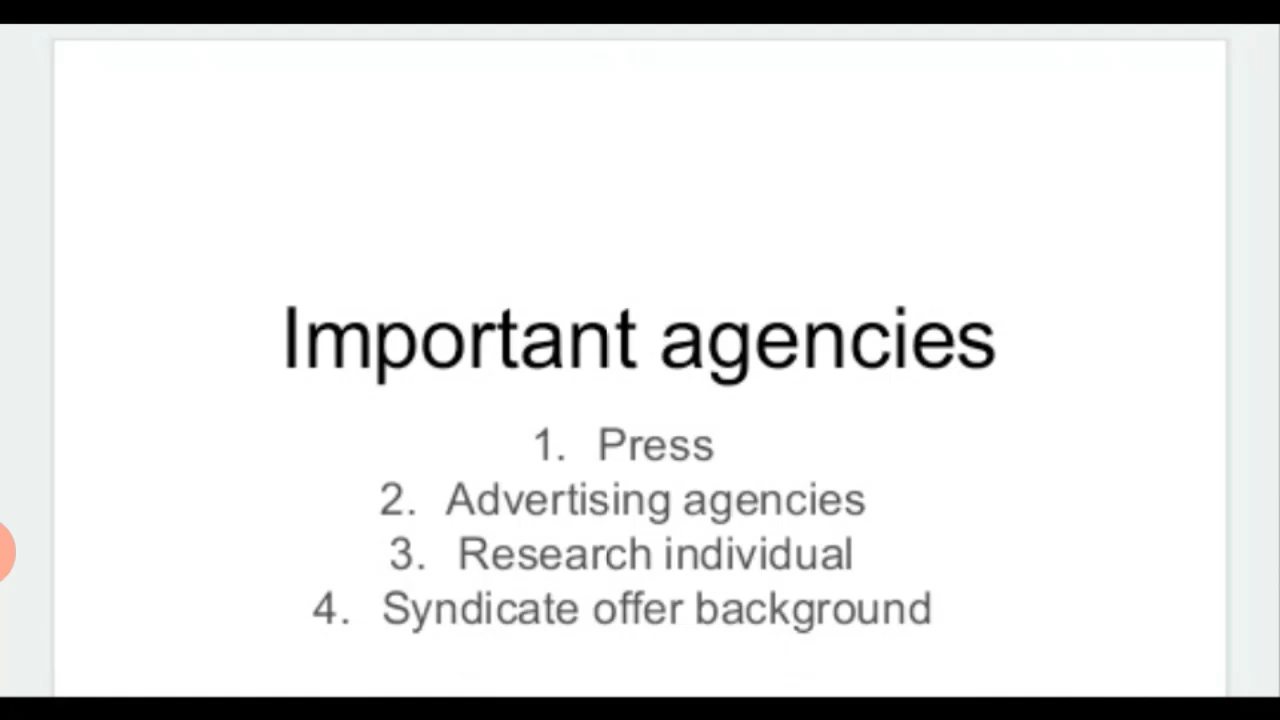 Important agencies
1. Press
2. Advertising agencies
3. Research individual
4. Syndicate offer background